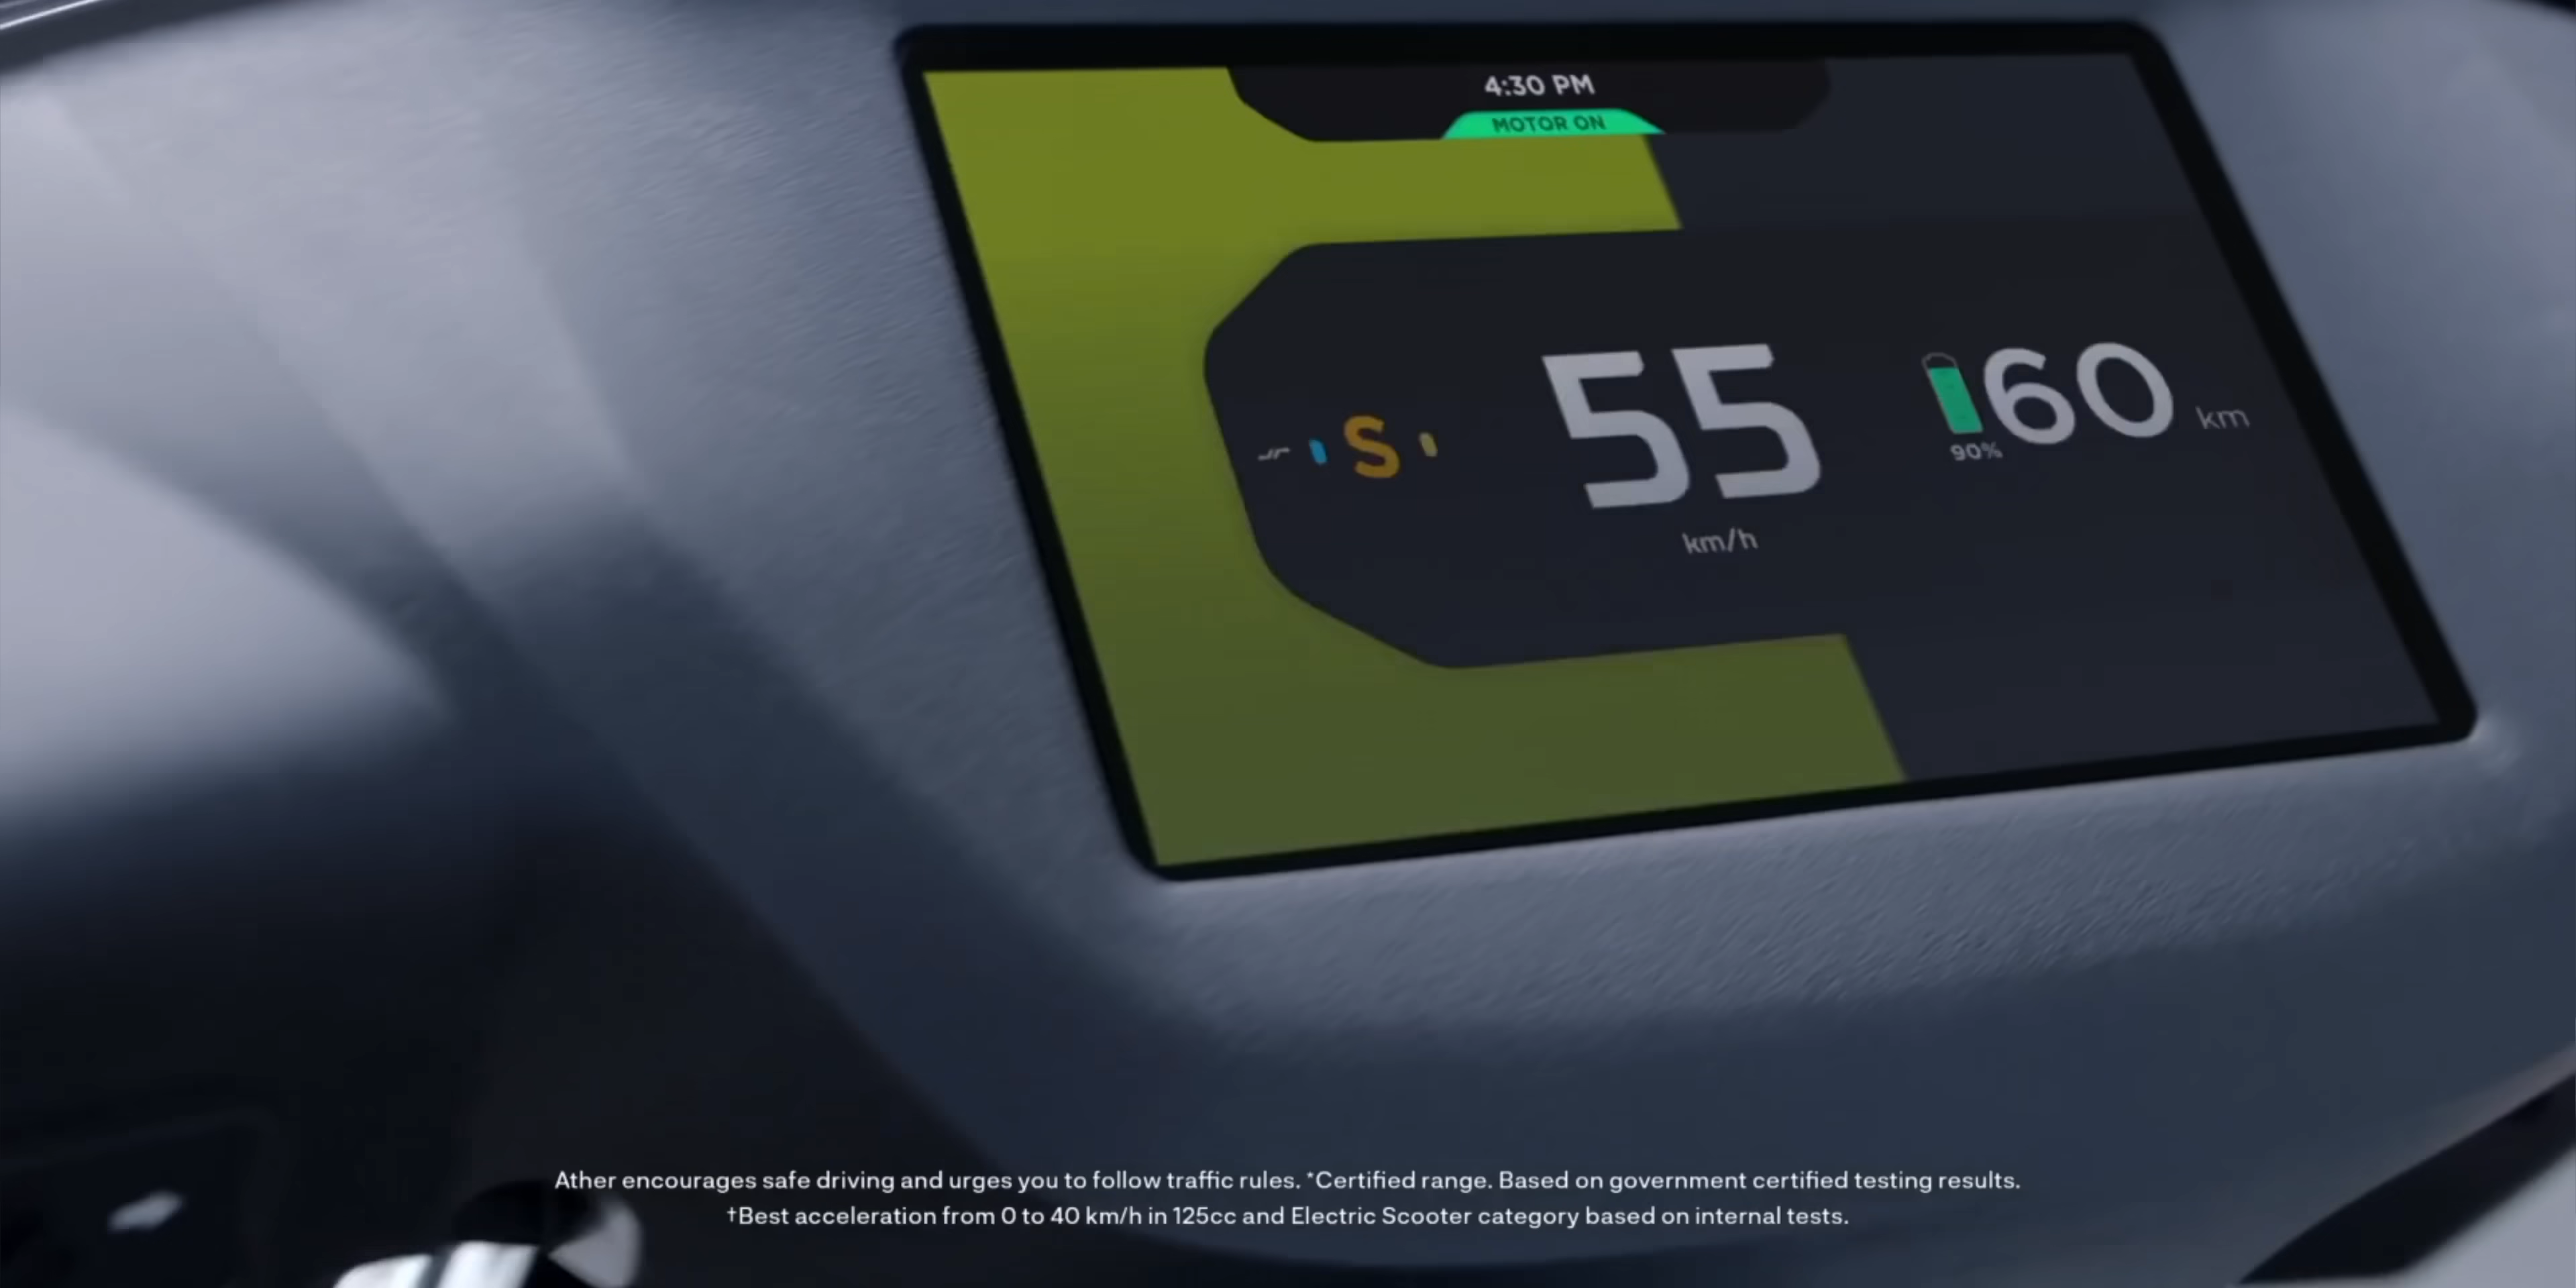 4:30 PM
MOTOR ON
S
55
km/h
60 km
90%
Ather encourages safe driving and urges you to follow traffic rules. *Certified range. Based on government certified testing results.
†Best acceleration from 0 to 40 km/h in 125cc and Electric Scooter category based on internal tests.